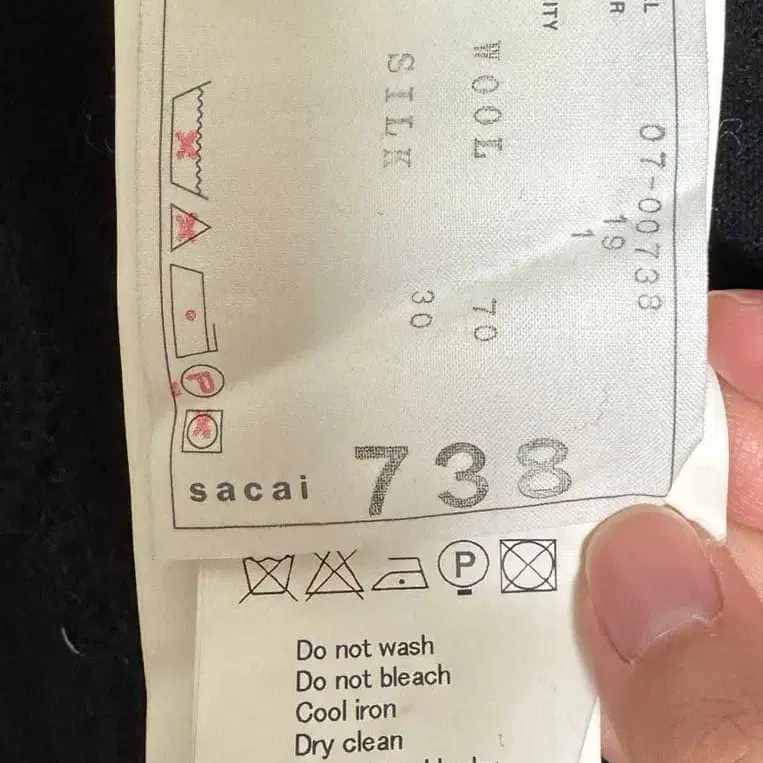 L 07-00738
R 19
ITY 1
WOOL 70
SILK 30
sacai 738
P
P
Do not wash
Do not bleach
Cool iron
Dry clean